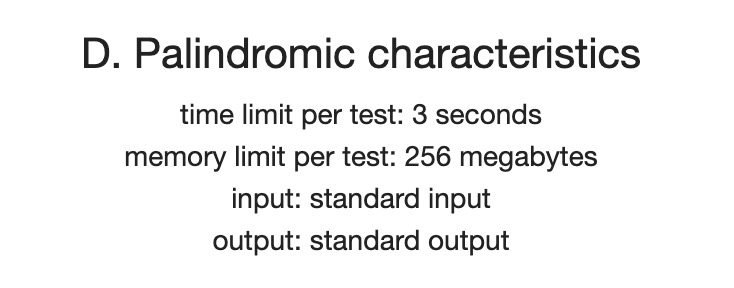 D. Palindromic characteristics
time limit per test: 3 seconds
memory limit per test: 256 megabytes
input: standard input
output: standard output